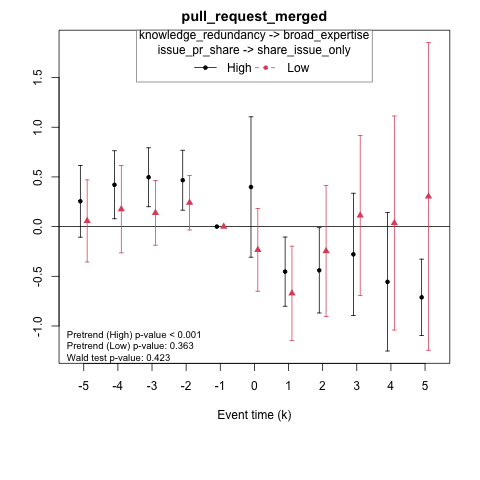 pull_request_merged
knowledge_redundancy -> broad_expertise
issue_pr_share -> share_issue_only
High Low
1.5
1.0
0.5
0.0
-0.5
-1.0
Pretrend (High) p-value < 0.001
Pretrend (Low) p-value: 0.363
Wald test p-value: 0.423
-5 -4 -3 -2 -1 0 1 2 3 4 5
Event time (k)